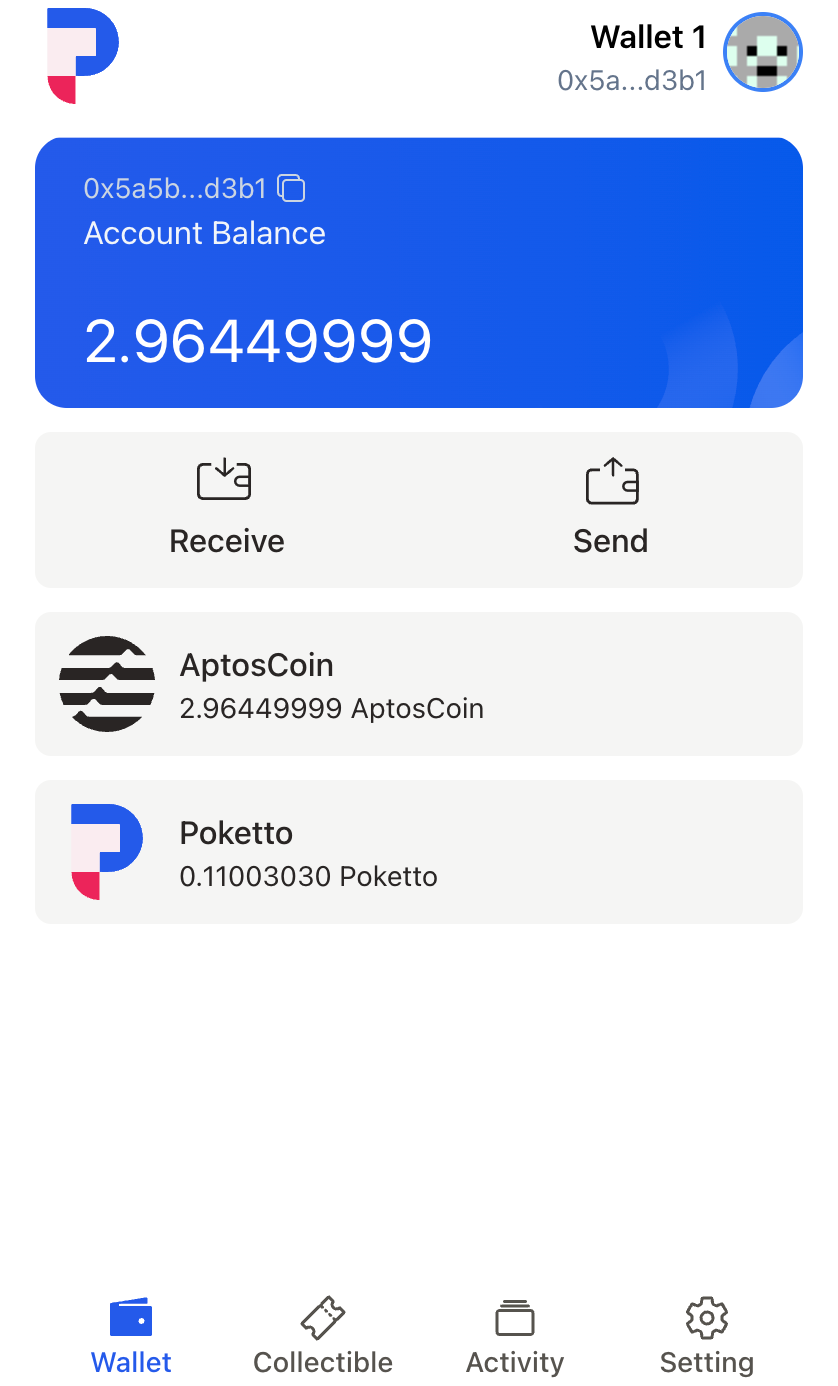 Wallet 1
0x5a...d3b1
0x5a5b...d3b1
Account Balance
2.96449999
Receive
Send
AptosCoin
2.96449999 AptosCoin
Poketto
0.11003030 Poketto
Wallet
Collectible
Activity
Setting